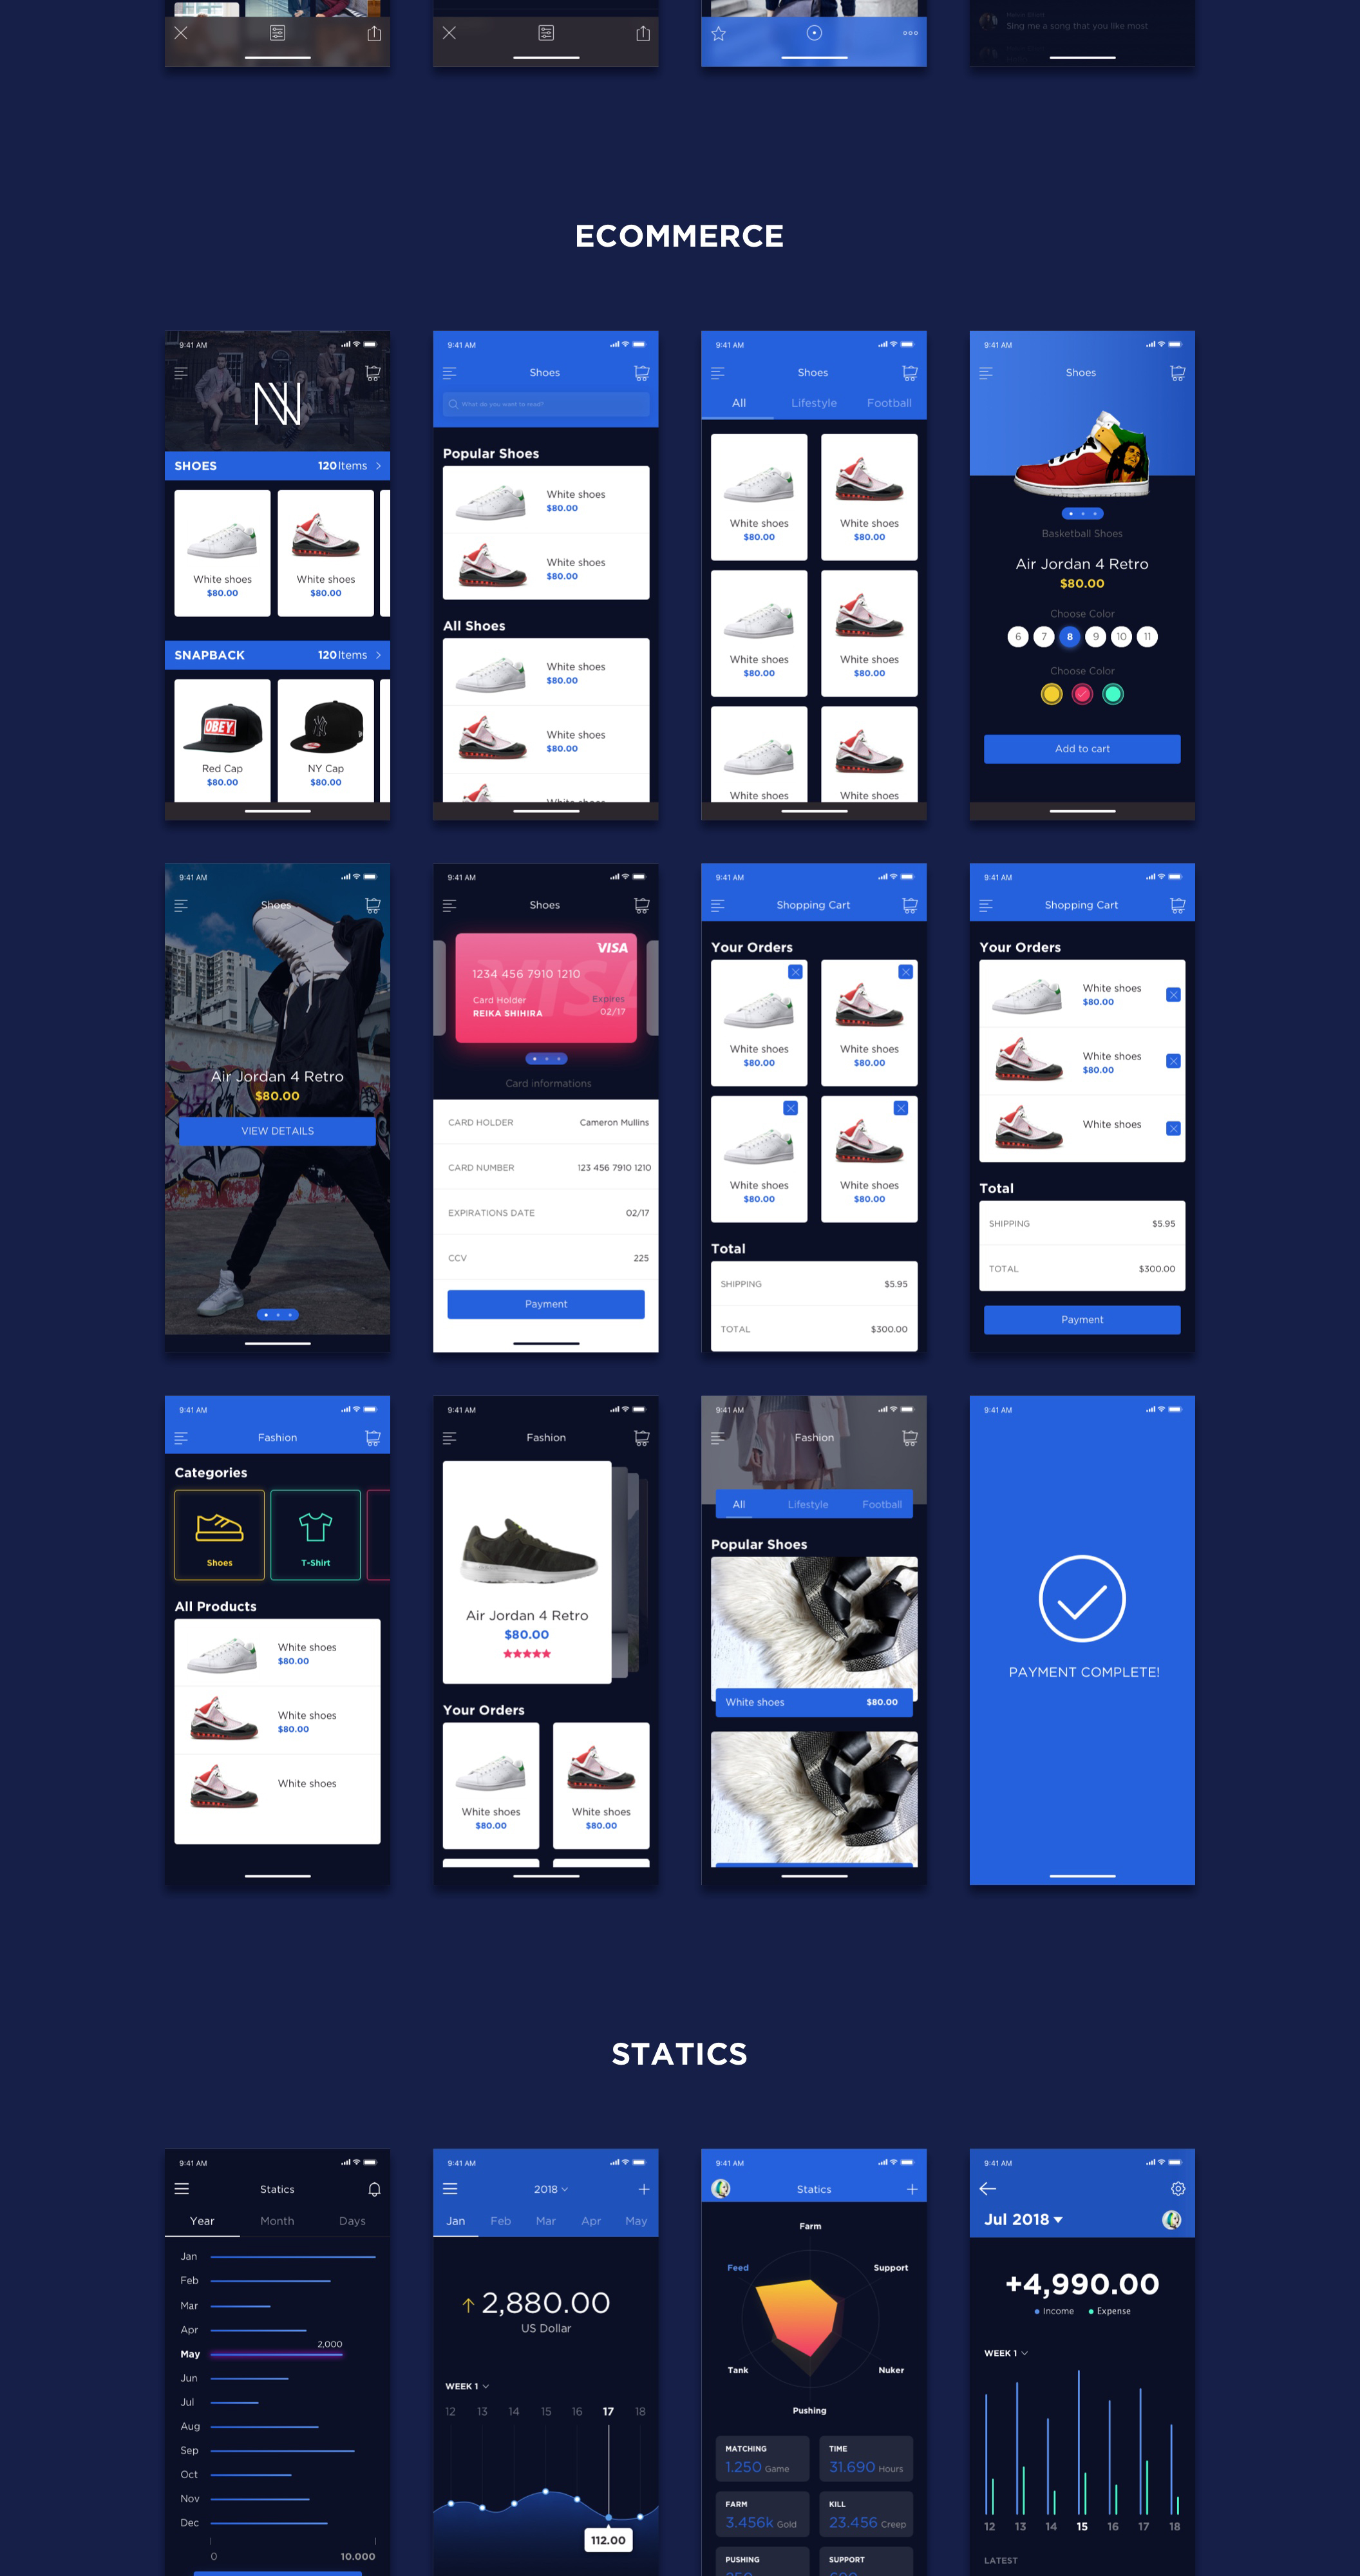 Sing me a song that you like most
ECOMMERCE
9:41 AM
SHOES 120 Items
White shoes White shoes
$80.00 $80.00
SNAPBACK 120 Items
OBEY
Red Cap NY Cap
$80.00 $80.00
9:41 AM
Shoes
What do you want to read?
Popular Shoes
White shoes
$80.00
White shoes
$80.00
All Shoes
White shoes
$80.00
White shoes
$80.00
White shoes
9:41 AM
Shoes
All Lifestyle Football
White shoes White shoes
$80.00 $80.00
White shoes White shoes
$80.00 $80.00
White shoes White shoes
9:41 AM
Shoes
Basketball Shoes
Air Jordan 4 Retro
$80.00
Choose Color
6 7 8 9 10 11
Choose Color
Add to cart
9:41 AM
Shoes
Air Jordan 4 Retro
$80.00
VIEW DETAILS
9:41 AM
Shoes
VISA
1234 456 7910 1210
Card Holder Expires
REIKA SHIHIRA 02/17
Card informations
CARD HOLDER Cameron Mullins
CARD NUMBER 123 456 7910 1210
EXPIRATIONS DATE 02/17
CCV 225
Payment
9:41 AM
Shopping Cart
Your Orders
White shoes White shoes
$80.00 $80.00
White shoes White shoes
$80.00 $80.00
Total
SHIPPING $5.95
TOTAL $300.00
9:41 AM
Shopping Cart
Your Orders
White shoes
$80.00
White shoes
$80.00
White shoes
Total
SHIPPING $5.95
TOTAL $300.00
Payment
9:41 AM
Fashion
Categories
Shoes T-Shirt
All Products
White shoes
$80.00
White shoes
$80.00
White shoes
9:41 AM
Fashion
Air Jordan 4 Retro
$80.00
Your Orders
White shoes White shoes
$80.00 $80.00
9:41 AM
Fashion
All Lifestyle Football
Popular Shoes
White shoes $80.00
9:41 AM
PAYMENT COMPLETE!
STATICS
9:41 AM
Statics
Year Month Days
Jan
Feb
Mar
Apr
2,000
May
Jun
Jul
Aug
Sep
Oct
Nov
Dec
0 10.000
9:41 AM
2018
Jan Feb Mar Apr May
2,880.00
US Dollar
WEEK 1
12 13 14 15 16 17 18
112.00
9:41 AM
Statics
Farm
Feed Support
Tank Nuker
Pushing
MATCHING TIME
1.250 Game 31.690 Hours
FARM KILL
3.456k Gold 23.456 Creep
PUSHING SUPPORT
9:41 AM
Jul 2018
+4,990.00
Income Expense
WEEK 1
12 13 14 15 16 17 18
LATEST